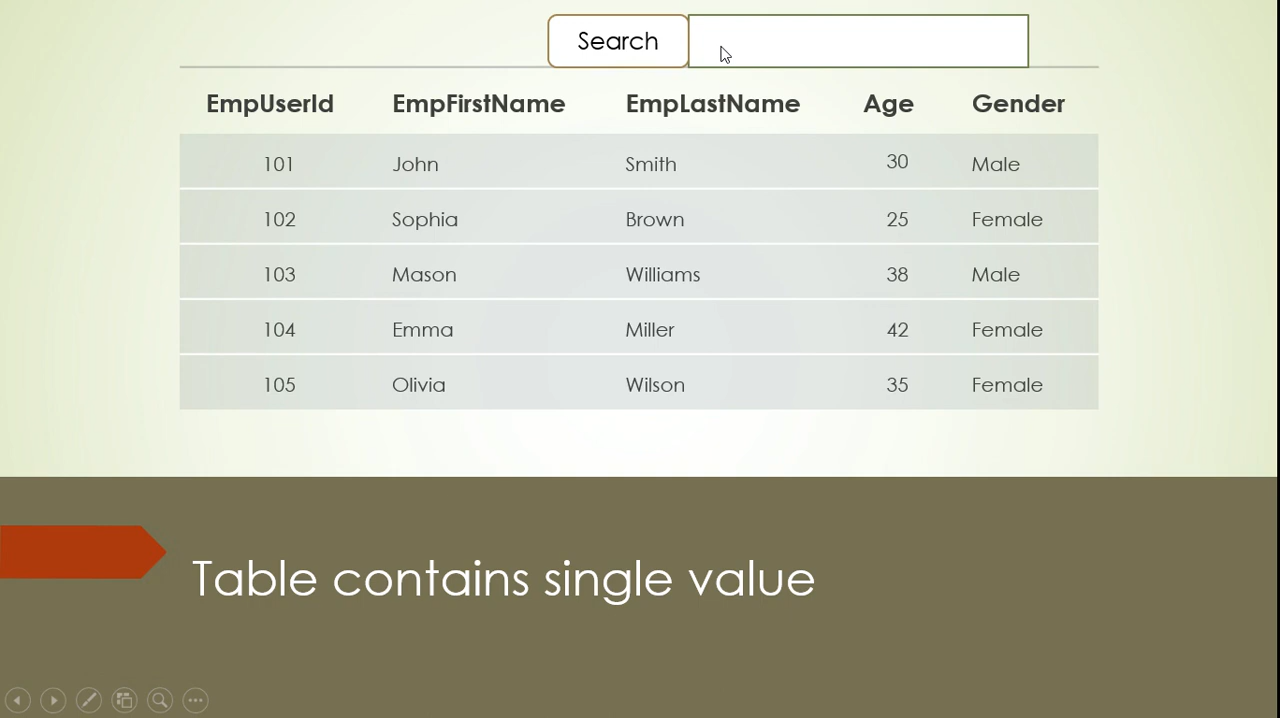 Search
EmpUserId EmpFirstName EmpLastName Age Gender
101 John Smith 30 Male
102 Sophia Brown 25 Female
103 Mason Williams 38 Male
104 Emma Miller 42 Female
105 Olivia Wilson 35 Female
Table contains single value